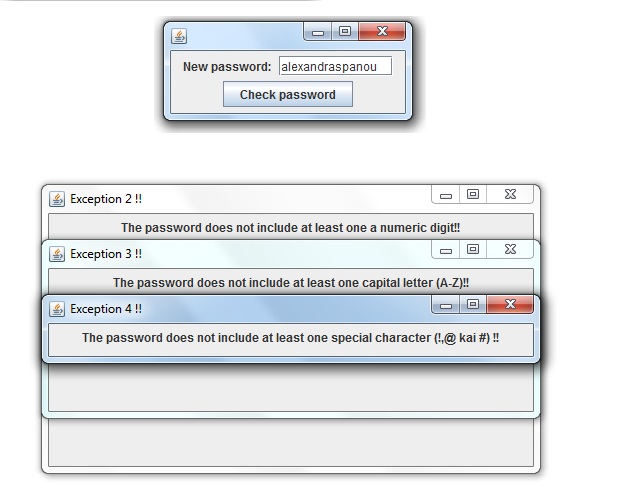 New password: alexandraspanou
Check password
Exception 2 !!
The password does not include at least one a numeric digit!!
Exception 3 !!
The password does not include at least one capital letter (A-Z)!!
Exception 4 !!
The password does not include at least one special character (!,@ kai #) !!